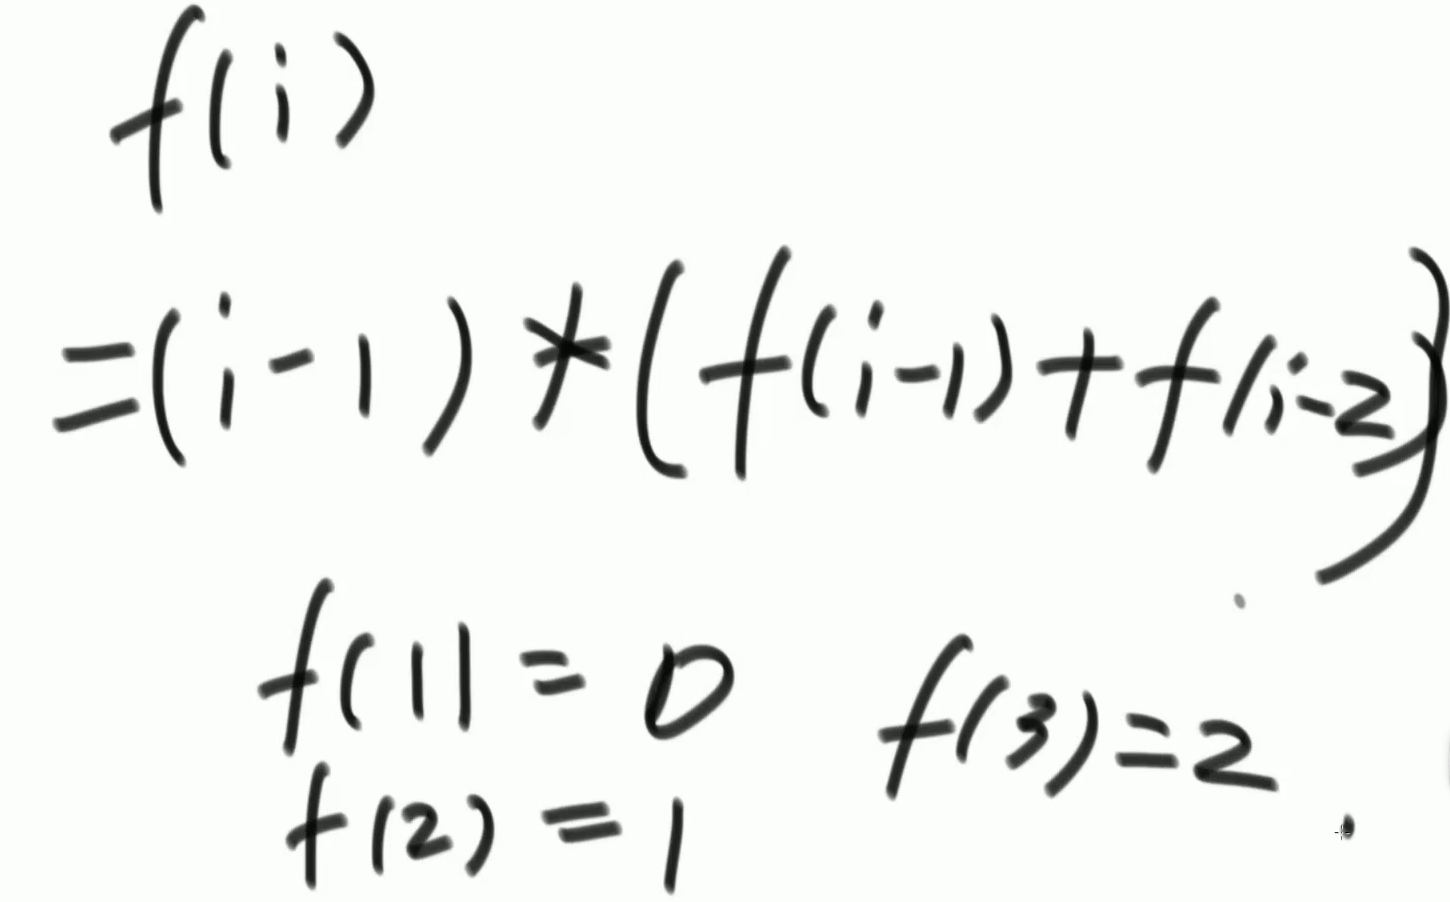 f(i)
=(i-1)*(f(i-1)+f(i-2))
f(1)=0
f(3)=2
f(2)=1